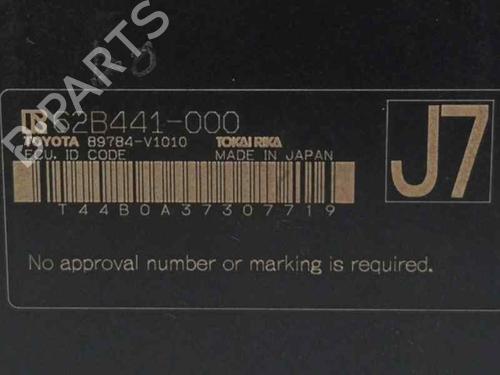 D-PARTS
62B441-000
TOYOTA 89784-V1010 TOKAI RIKA
ECU. ID CODE MADE IN JAPAN
T44B0A37307719
J7
No approval number or marking is required.